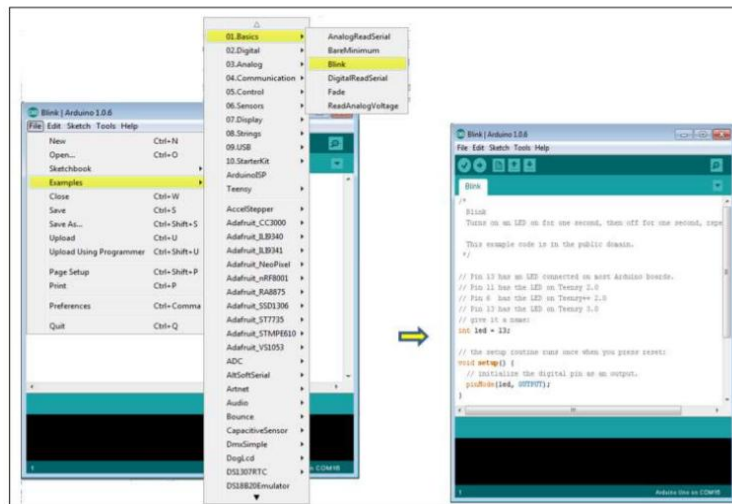 Blink | Arduino 1.0.6
File Edit Sketch Tools Help
New Ctrl+N
Open... Ctrl+O
Sketchbook
Examples
Close Ctrl+W
Save Ctrl+S
Save As... Ctrl+Shift+S
Upload Ctrl+U
Upload Using Programmer Ctrl+Shift+U
Page Setup Ctrl+Shift+P
Print Ctrl+P
Preferences Ctrl+Comma
Quit Ctrl+Q
1
on COM18
01.Basics
02.Digital
03.Analog
04.Communication
05.Control
06.Sensors
07.Display
08.Strings
09.USB
10.StarterKit
ArduinoISP
Teensy
AccelStepper
Adafruit_CC3000
Adafruit_ILI9340
Adafruit_ILI9341
Adafruit_NeoPixel
Adafruit_nRF8001
Adafruit_RA8875
Adafruit_SSD1306
Adafruit_ST7735
Adafruit_STMPE610
Adafruit_VS1053
ADC
AltSoftSerial
Artnet
Audio
Bounce
CapacitiveSensor
DmxSimple
DogLcd
DS1307RTC
DS18B20Emulator
AnalogReadSerial
BareMinimum
Blink
DigitalReadSerial
Fade
ReadAnalogVoltage
Blink | Arduino 1.0.6
File Edit Sketch Tools Help
Blink
/*
Blink
Turns on an LED on for one second, then off for one second, repe
This example code is in the public domain.
*/
// Pin 13 has an LED connected on most Arduino boards.
// Pin 11 has the LED on Teensy 2.0
// Pin 6 has the LED on Teensy++ 2.0
// Pin 13 has the LED on Teensy 3.0
// give it a name:
int led = 13;
// the setup routine runs once when you press reset:
void setup() {
// initialize the digital pin as an output.
pinMode(led, OUTPUT);
}
1
Arduino Uno on COM18